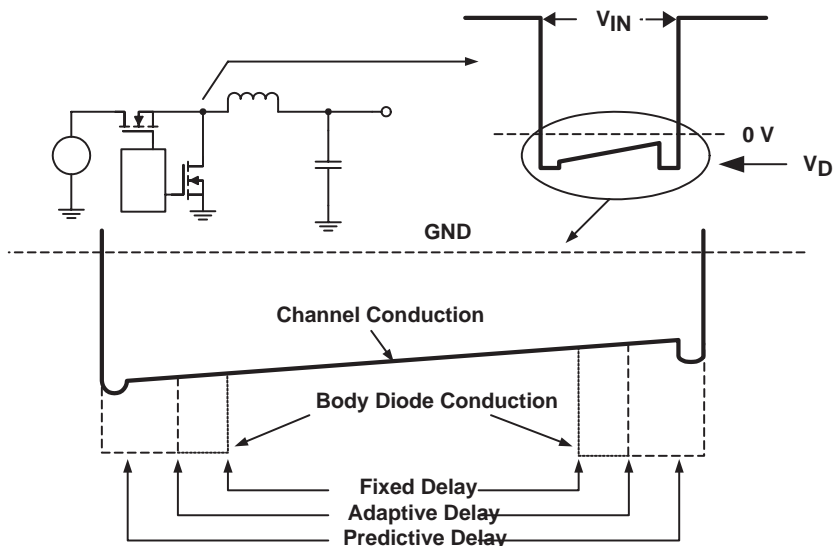 VIN
0 V
VD
GND
Channel Conduction
Body Diode Conduction
Fixed Delay
Adaptive Delay
Predictive Delay